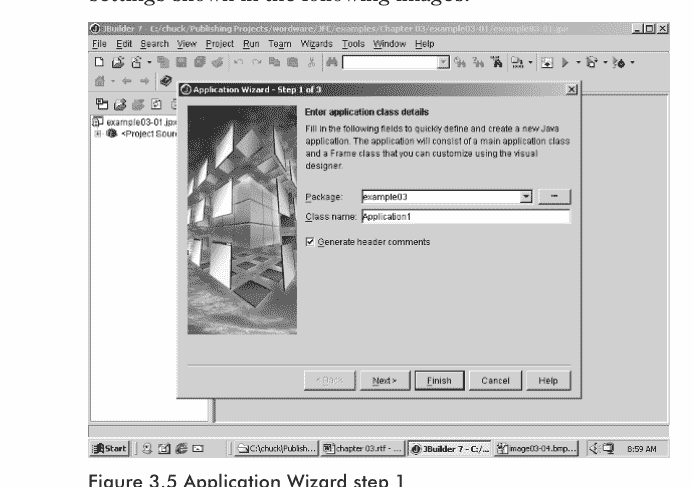 settings shown in the following images.
JBuilder 7 - C:/chuck/Publishing Projects/wordware/JFC/examples/Chapter 03/example03-01/example03-01.jpx
File Edit Search View Project Run Team Wizards Tools Window Help
Application Wizard - Step 1 of 3
Enter application class details
Fill in the following fields to quickly define and create a new Java
application. The application will consist of a main application class
and a Frame class that you can customize using the visual
designer.
example03-01.jpx
<Project Sour
Package: example03 ...
Class name: Application1
Generate header comments
< Back Next > Finish Cancel Help
Start C:\chuck\Publish... chapter 03.rtf - ... JBuilder 7 - C:/... mage03-04.bmp... 8:59 AM
Figure 3.5 Application Wizard step 1